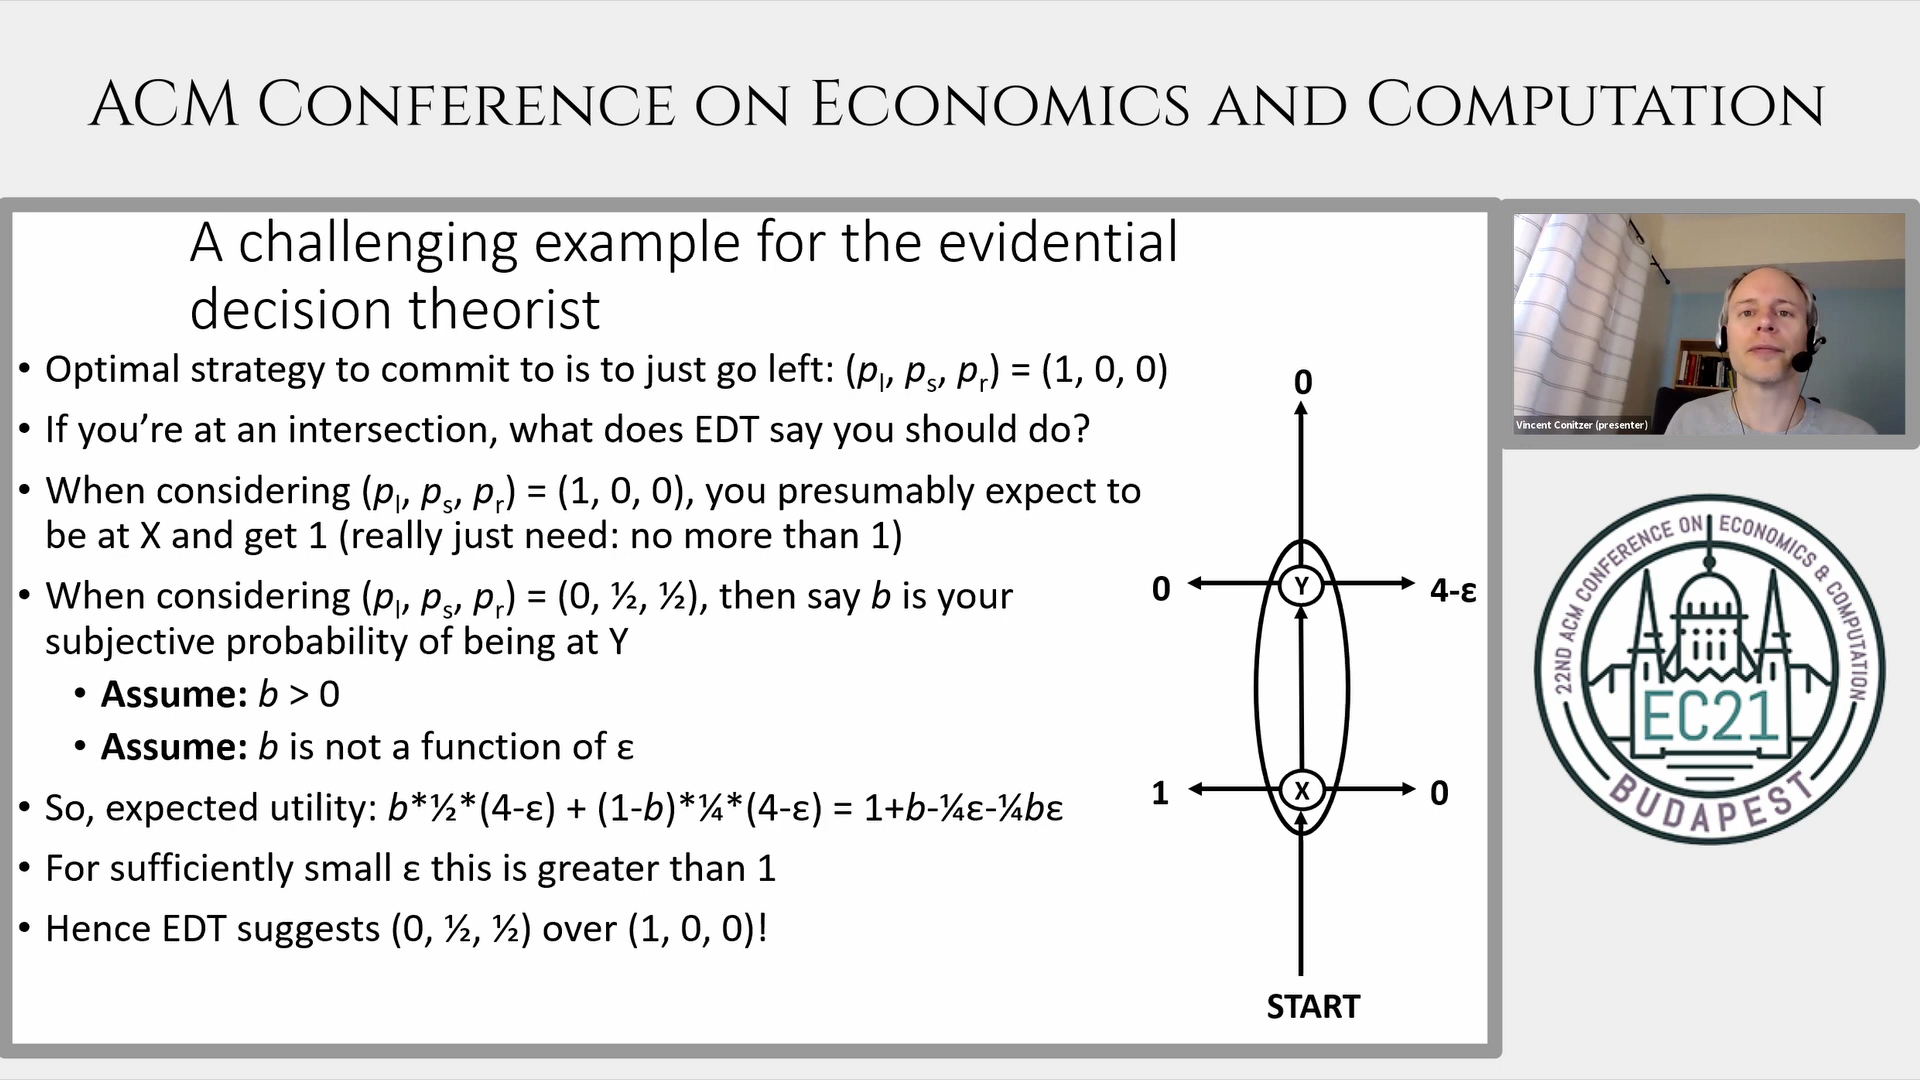 ACM Conference on Economics and Computation
A challenging example for the evidential
decision theorist
• Optimal strategy to commit to is to just go left: (pl, ps, pr) = (1, 0, 0)
• If you’re at an intersection, what does EDT say you should do?
• When considering (pl, ps, pr) = (1, 0, 0), you presumably expect to
be at X and get 1 (really just need: no more than 1)
• When considering (pl, ps, pr) = (0, ½, ½), then say b is your
subjective probability of being at Y
• Assume: b > 0
• Assume: b is not a function of ε
• So, expected utility: b*½*(4-ε) + (1-b)*¼*(4-ε) = 1+b-¼ε-¼bε
• For sufficiently small ε this is greater than 1
• Hence EDT suggests (0, ½, ½) over (1, 0, 0)!
0
0
Y
4-ε
1
X
0
START
Vincent Conitzer (presenter)
22ND ACM CONFERENCE ON ECONOMICS & COMPUTATION
EC21
BUDAPEST